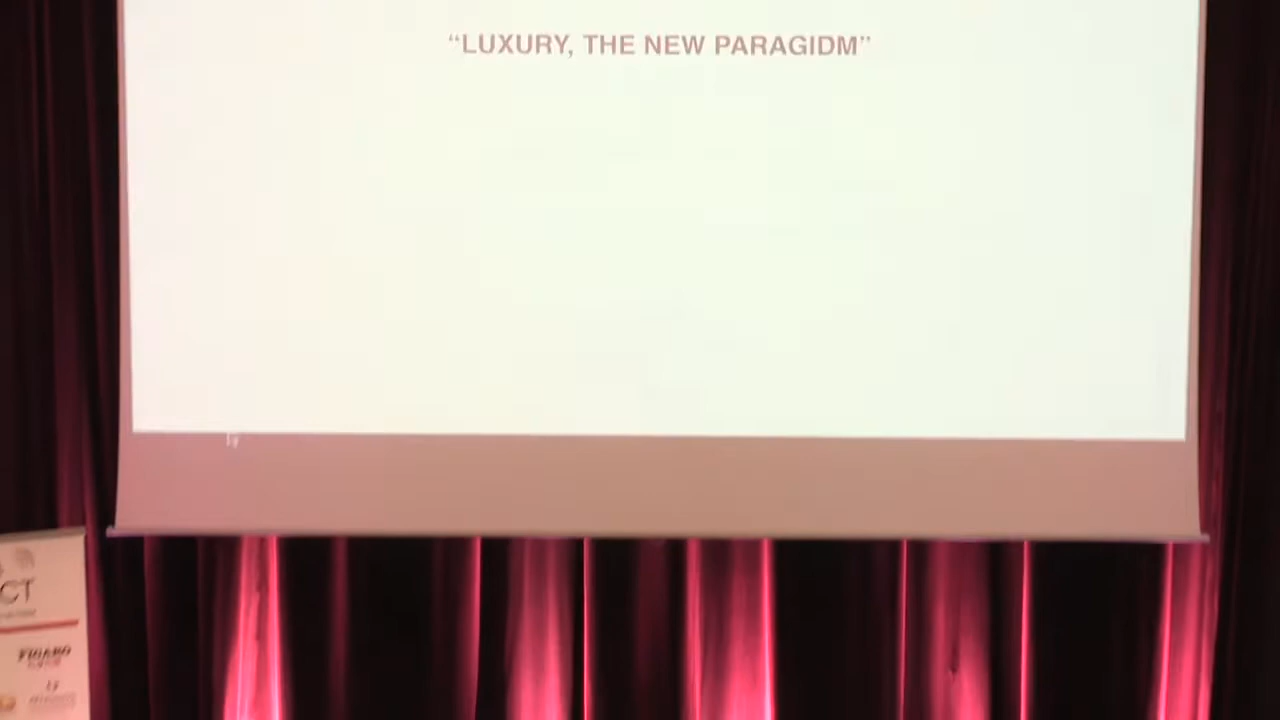 “LUXURY, THE NEW PARAGIDM”
CT
FIGARO